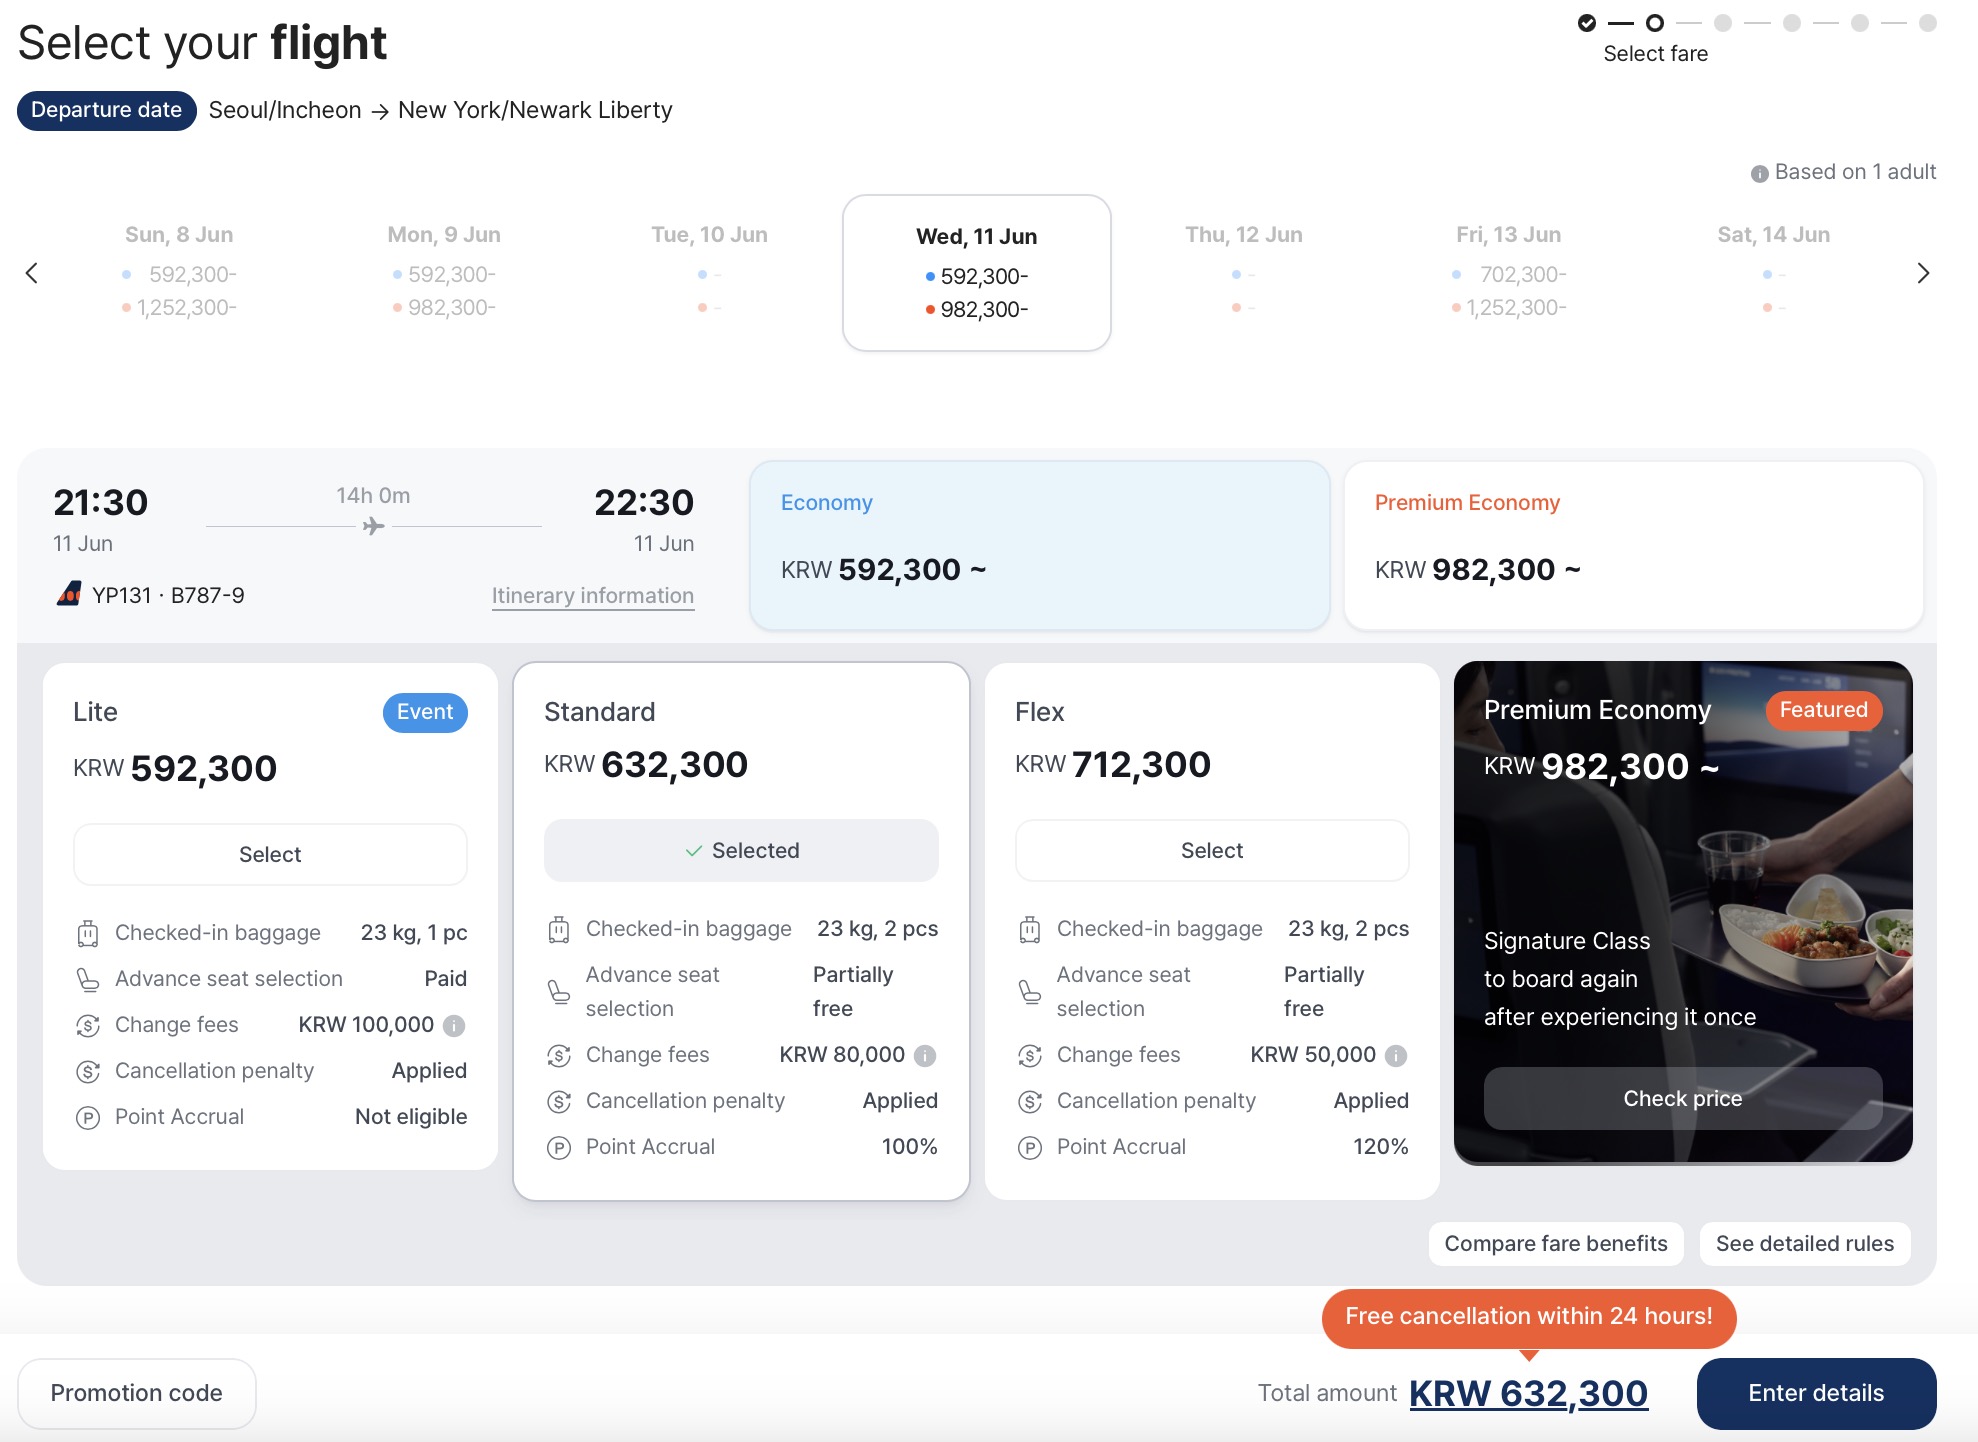 Select your flight
Select fare
Departure date Seoul/Incheon → New York/Newark Liberty
Based on 1 adult
Sun, 8 Jun
592,300-
1,252,300-
Mon, 9 Jun
592,300-
982,300-
Tue, 10 Jun
-
-
Wed, 11 Jun
592,300-
982,300-
Thu, 12 Jun
-
-
Fri, 13 Jun
702,300-
1,252,300-
Sat, 14 Jun
-
-
21:30 14h 0m 22:30
11 Jun 11 Jun
YP131 · B787-9 Itinerary information
Economy
KRW 592,300 ~
Premium Economy
KRW 982,300 ~
Lite Event
KRW 592,300
Select
Checked-in baggage 23 kg, 1 pc
Advance seat selection Paid
Change fees KRW 100,000
Cancellation penalty Applied
Point Accrual Not eligible
Standard
KRW 632,300
Selected
Checked-in baggage 23 kg, 2 pcs
Advance seat selection Partially free
Change fees KRW 80,000
Cancellation penalty Applied
Point Accrual 100%
Flex
KRW 712,300
Select
Checked-in baggage 23 kg, 2 pcs
Advance seat selection Partially free
Change fees KRW 50,000
Cancellation penalty Applied
Point Accrual 120%
Premium Economy Featured
KRW 982,300 ~
Signature Class
to board again
after experiencing it once
Check price
Compare fare benefits See detailed rules
Free cancellation within 24 hours!
Promotion code Total amount KRW 632,300 Enter details